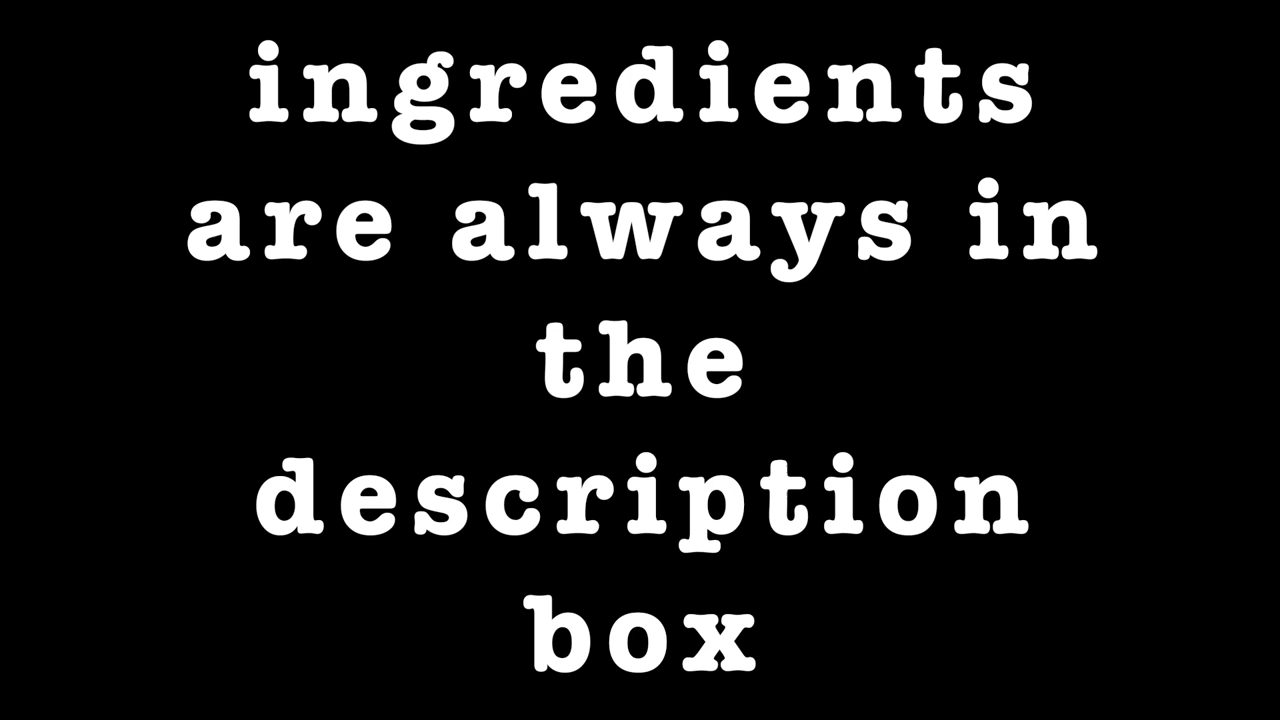 ingredients
are always in
the
description
box